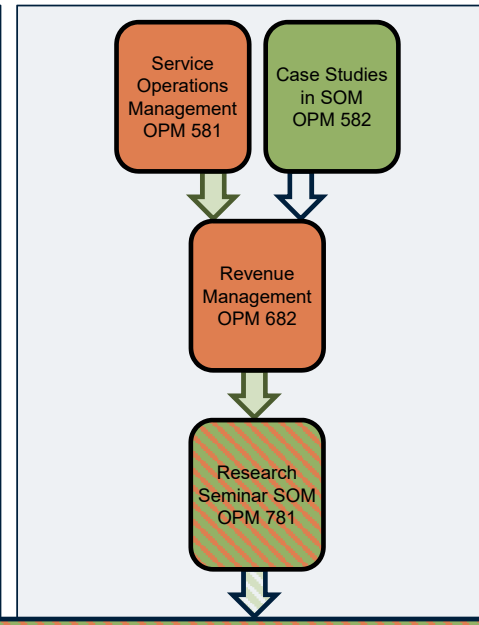 Service
Operations
Management
OPM 581
Case Studies
in SOM
OPM 582
Revenue
Management
OPM 682
Research
Seminar SOM
OPM 781